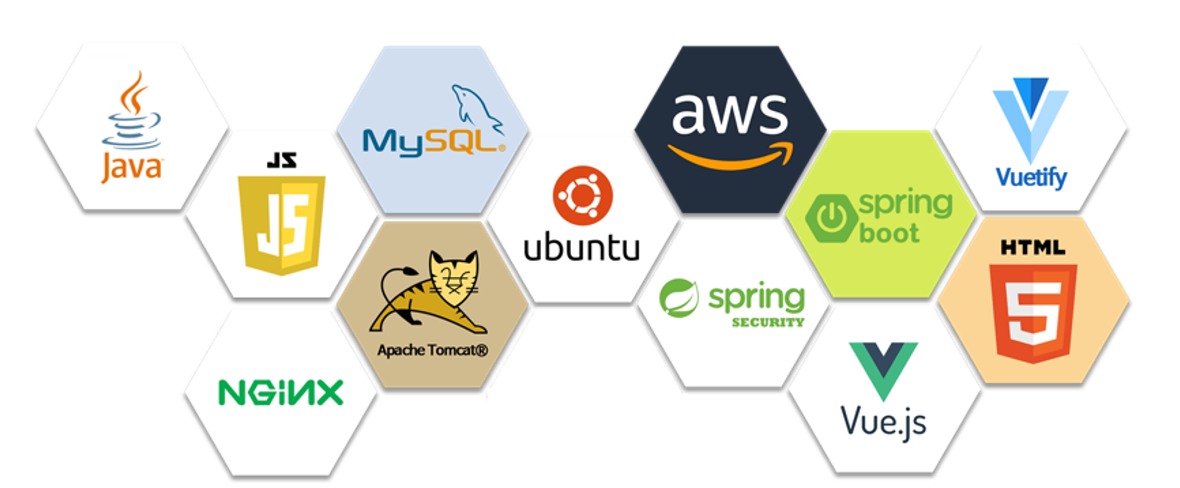 Java
JS
JS
MySQL®
Apache Tomcat®
NGINX
ubuntu
aws
spring
SECURITY
spring
boot
Vuetify
HTML
5
Vue.js